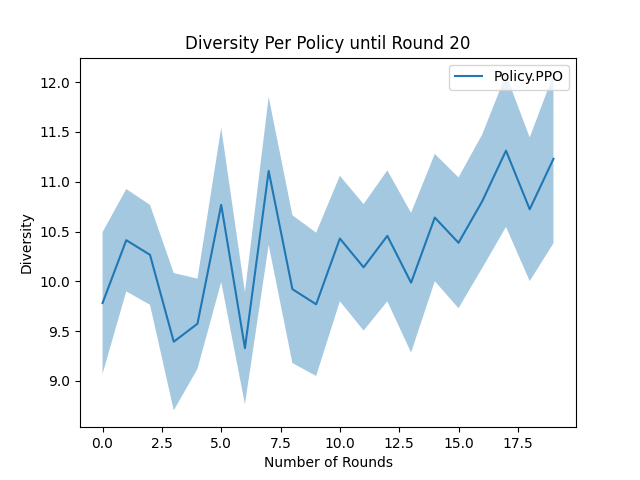 Diversity Per Policy until Round 20
Policy.PPO
12.0
11.5
11.0
10.5
10.0
9.5
9.0
Diversity
0.0 2.5 5.0 7.5 10.0 12.5 15.0 17.5
Number of Rounds